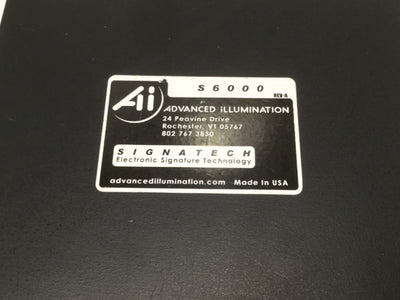 S6000
REV-A
Ai
ADVANCED iLLUMINATION
24 Peavine Drive
Rochester, VT 05767
802 767 3830
SIGNATECH
Electronic Signature Technology
advancedillumination.com Made In USA